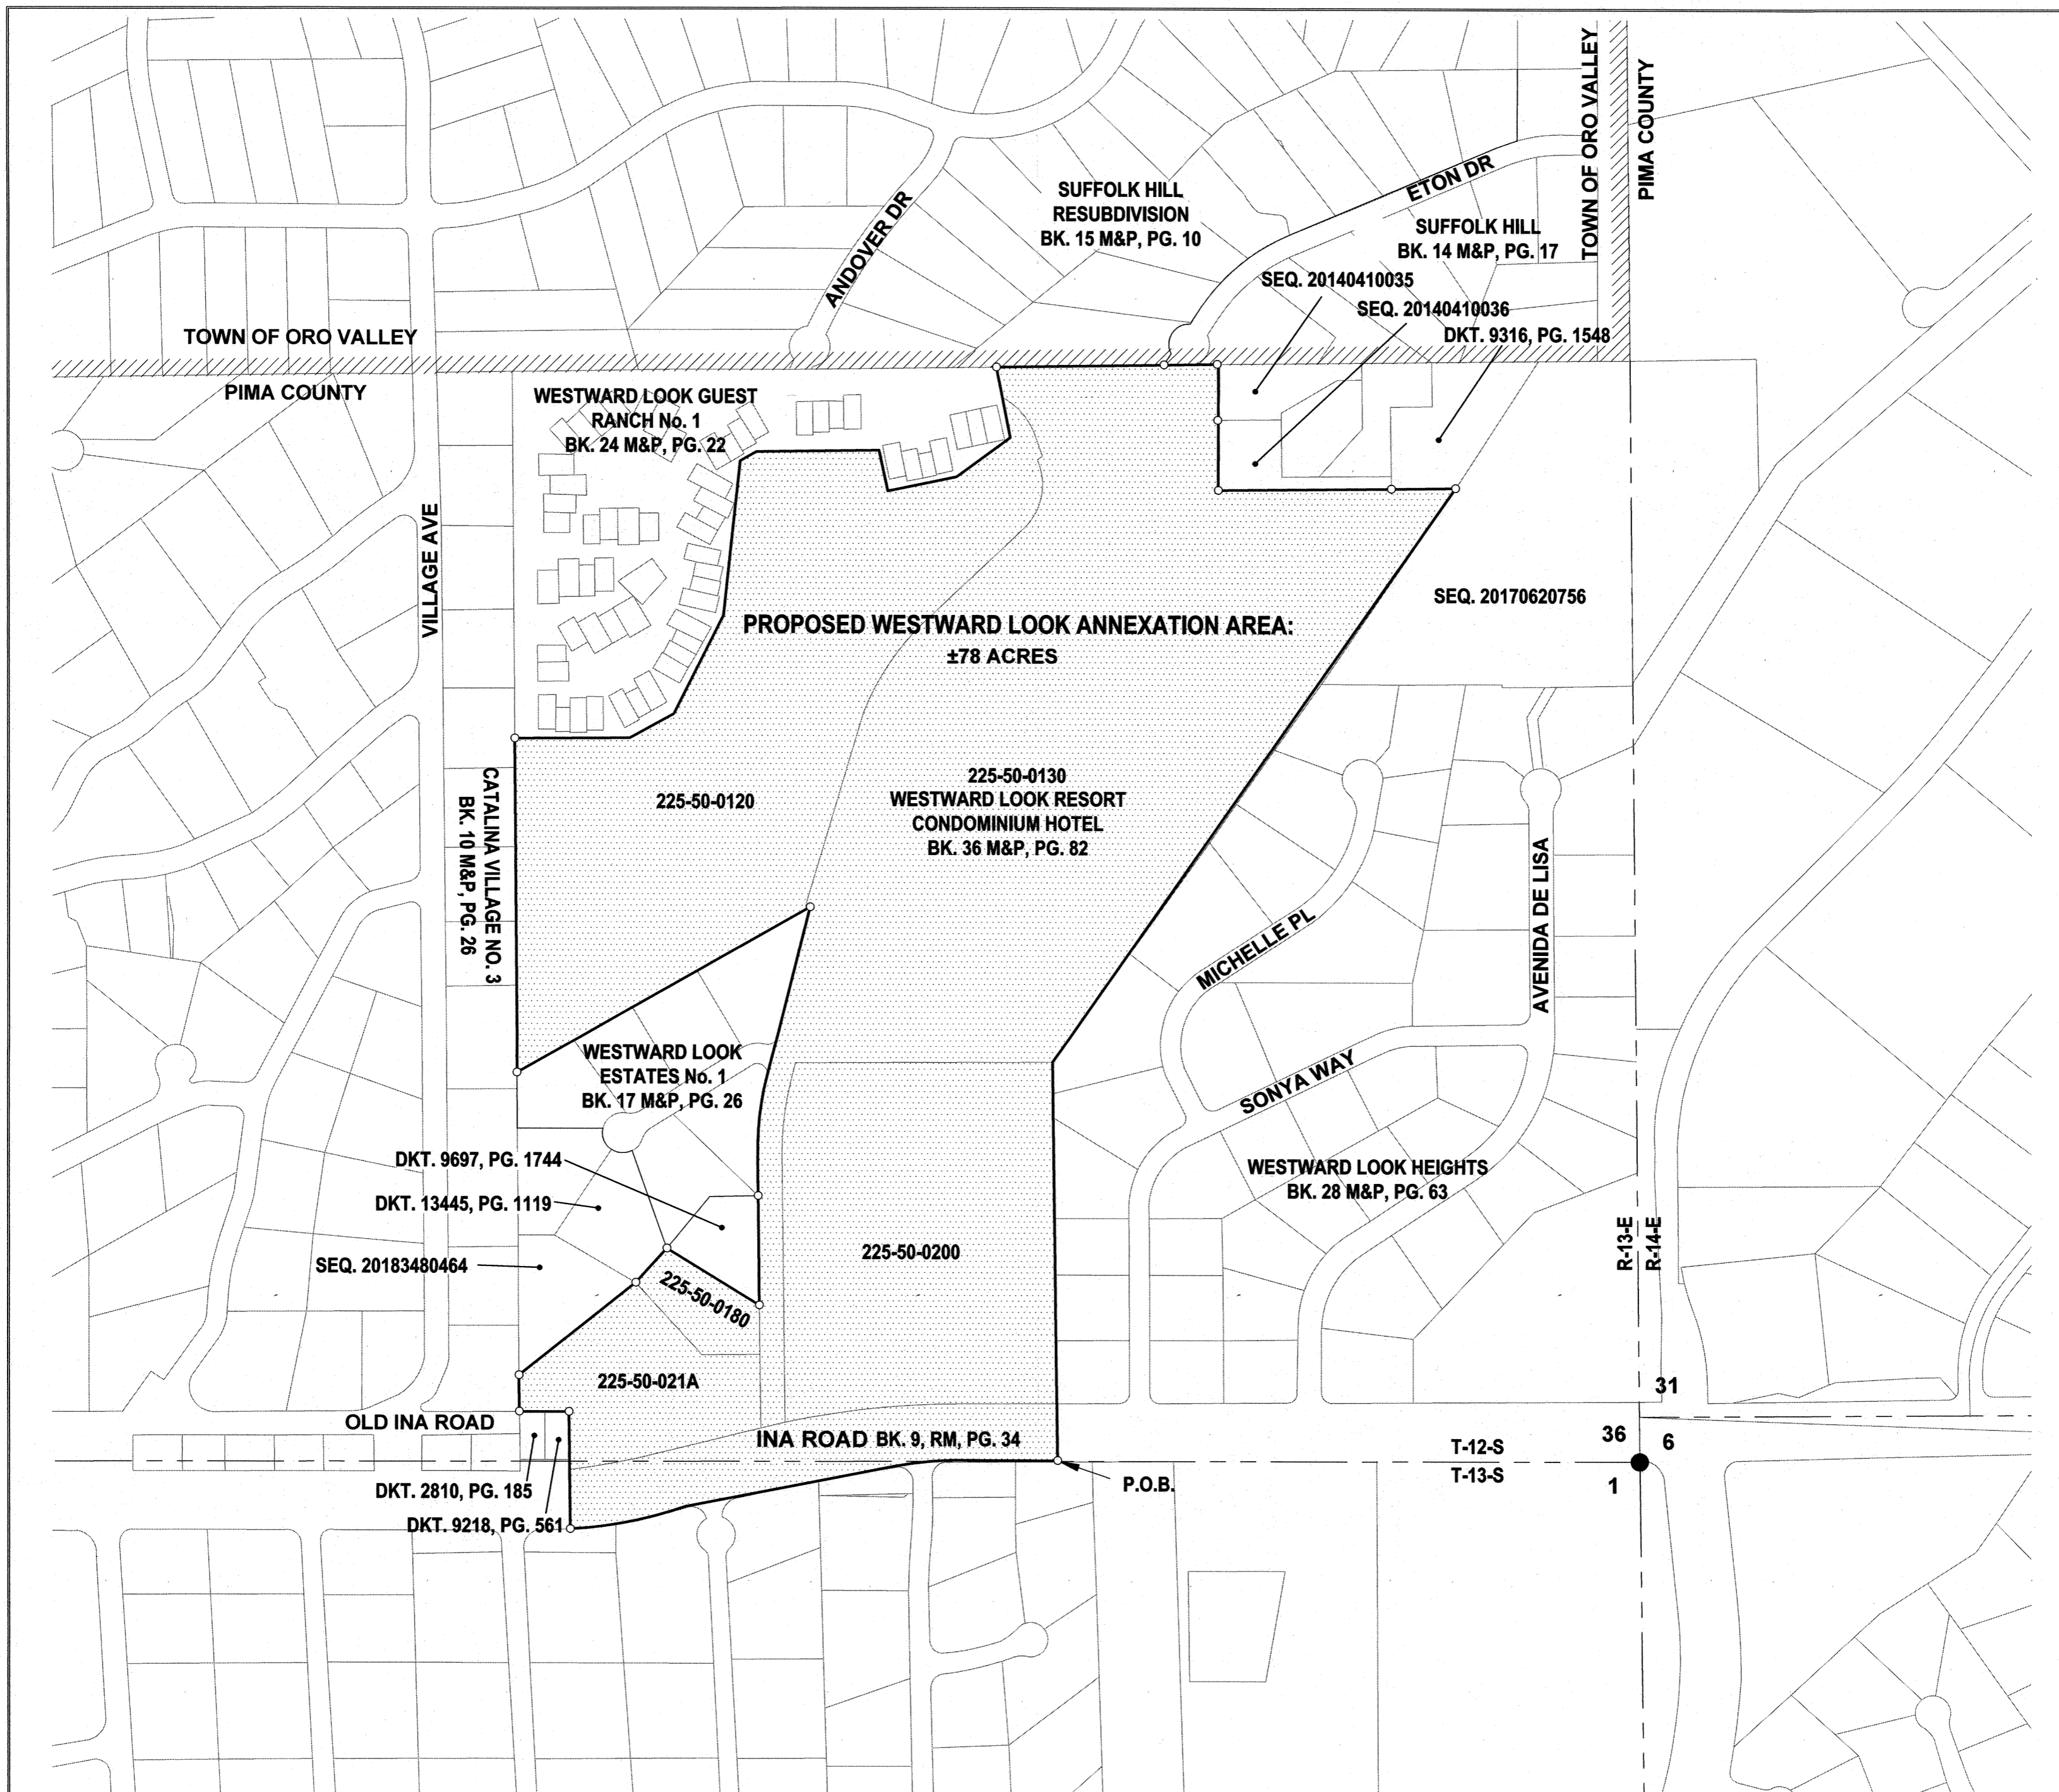 TOWN OF ORO VALLEY
PIMA COUNTY
ETON DR
SUFFOLK HILL
RESUBDIVISION
BK. 15 M&P, PG. 10
ANDOVER DR
SUFFOLK HILL
BK. 14 M&P, PG. 17
SEQ. 20140410035
SEQ. 20140410036
DKT. 9316, PG. 1548
TOWN OF ORO VALLEY
PIMA COUNTY
WESTWARD LOOK GUEST
RANCH No. 1
BK. 24 M&P, PG. 22
VILLAGE AVE
SEQ. 20170620756
PROPOSED WESTWARD LOOK ANNEXATION AREA:
±78 ACRES
225-50-0120
225-50-0130
WESTWARD LOOK RESORT
CONDOMINIUM HOTEL
BK. 36 M&P, PG. 82
CATALINA VILLAGE NO. 3
BK. 10 M&P, PG. 26
MICHELLE PL
AVENIDA DE LISA
SONYA WAY
WESTWARD LOOK
ESTATES No. 1
BK. 17 M&P, PG. 26
DKT. 9697, PG. 1744
DKT. 13445, PG. 1119
SEQ. 20183480464
WESTWARD LOOK HEIGHTS
BK. 28 M&P, PG. 63
R-13-E
R-14-E
225-50-0200
225-50-0180
225-50-021A
31
OLD INA ROAD
INA ROAD BK. 9, RM, PG. 34
36
6
T-12-S
T-13-S
1
P.O.B.
DKT. 2810, PG. 185
DKT. 9218, PG. 561